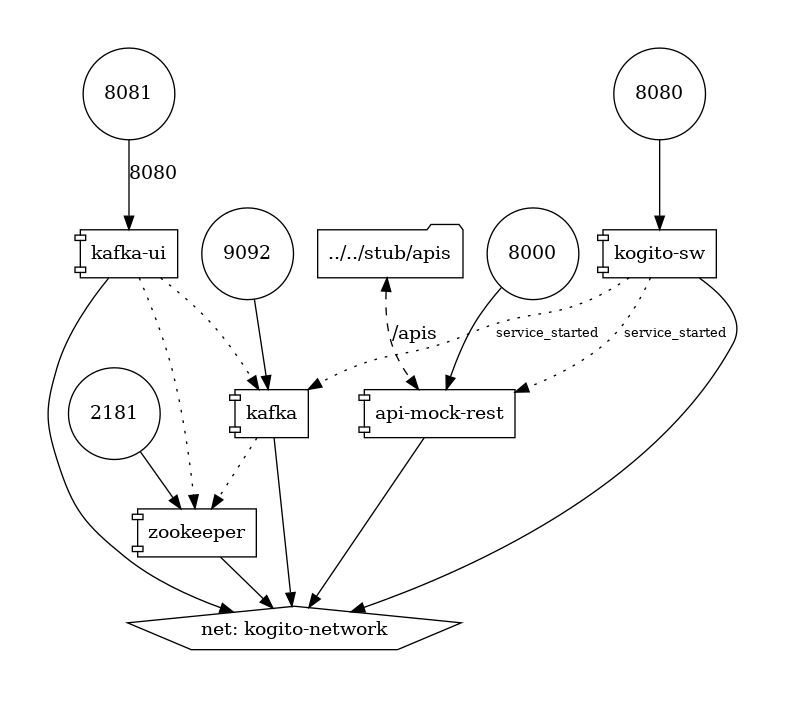 8081
8080
8080
kafka-ui
9092
../../stub/apis
8000
kogito-sw
/apis
service_started
service_started
2181
kafka
api-mock-rest
zookeeper
net: kogito-network